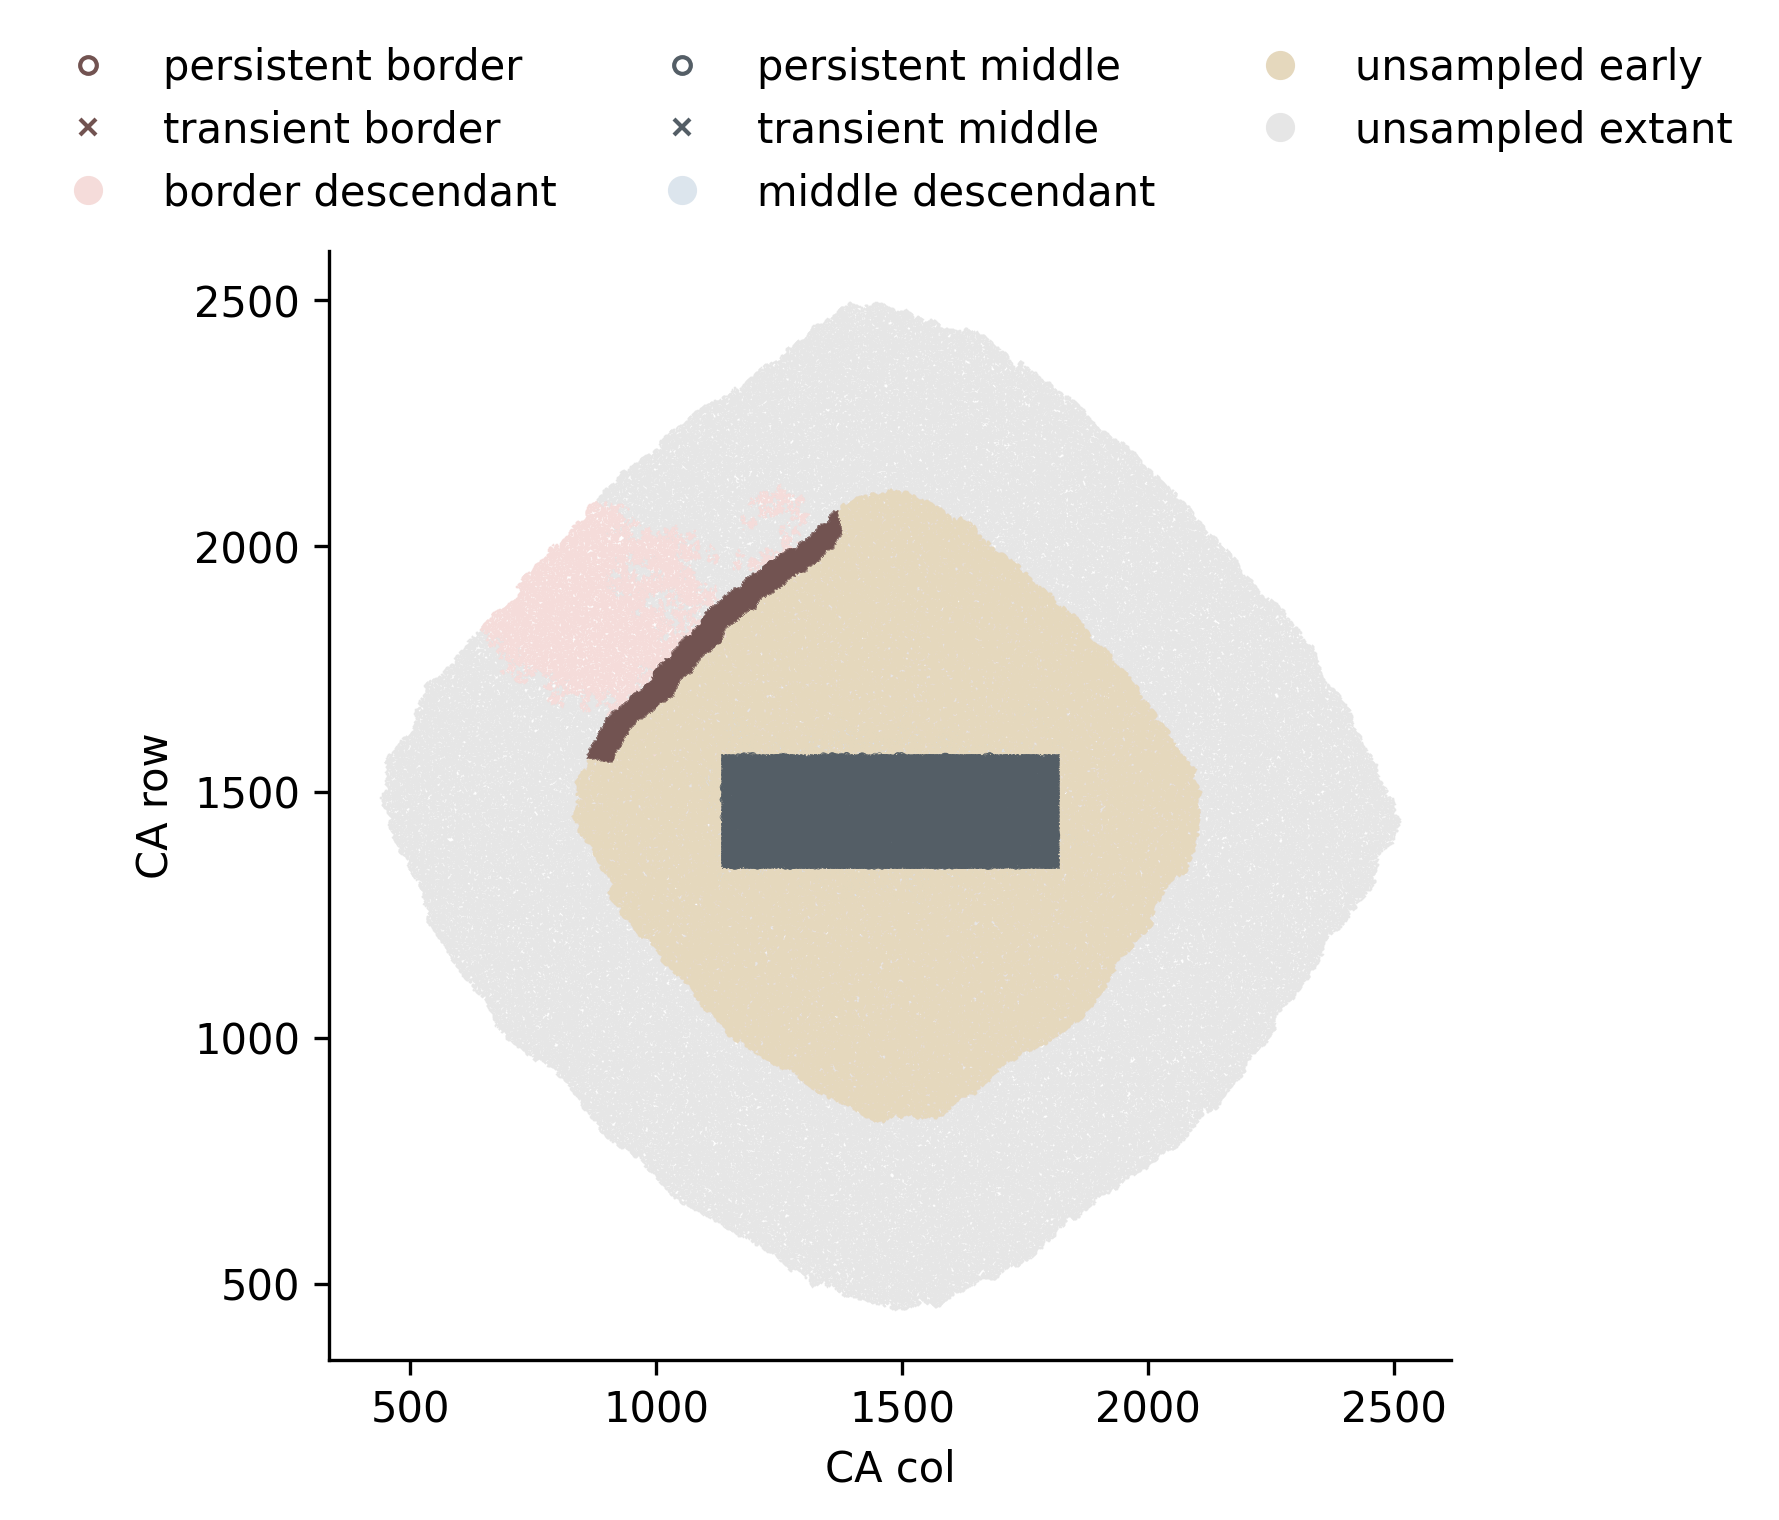 persistent border
transient border
border descendant
persistent middle
transient middle
middle descendant
unsampled early
unsampled extant
2500
2000
1500
1000
500
CA row
500 1000 1500 2000 2500
CA col